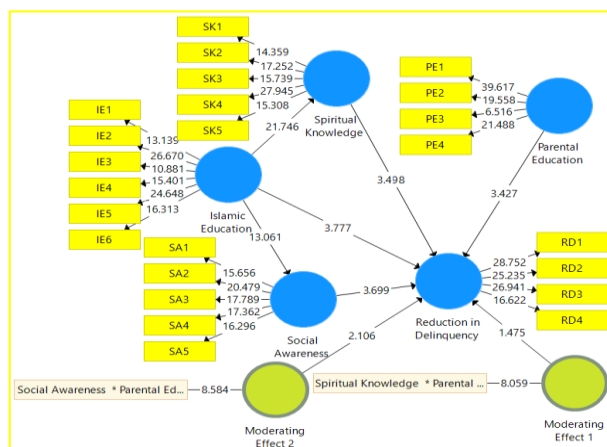 SK1
SK2
SK3
SK4
SK5
14.359
17.252
15.739
27.945
15.308
Spiritual
Knowledge
PE1
PE2
PE3
PE4
39.617
19.558
6.516
21.488
Parental
Education
IE1
IE2
IE3
IE4
IE5
IE6
13.139
26.670
10.881
15.401
24.648
16.313
Islamic
Education
21.746
3.498
3.427
3.777
13.061
SA1
SA2
SA3
SA4
SA5
15.656
20.479
17.789
17.362
16.296
Social
Awareness
3.699
2.106
Reduction in
Delinquency
28.752
25.235
26.941
16.622
RD1
RD2
RD3
RD4
1.475
Social Awareness * Parental Ed...
8.584
Moderating
Effect 2
Spiritual Knowledge * Parental ...
8.059
Moderating
Effect 1